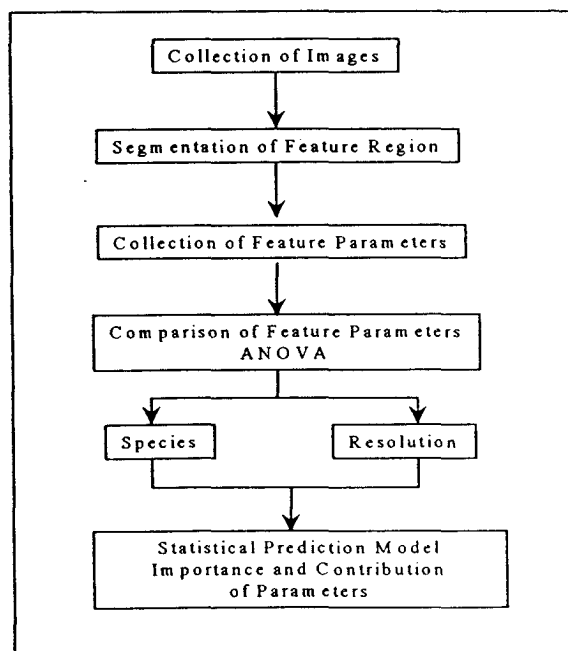 Collection of Images
Segmentation of Feature Region
Collection of Feature Parameters
Comparison of Feature Parameters
ANOVA
Species
Resolution
Statistical Prediction Model
Importance and Contribution
of Parameters